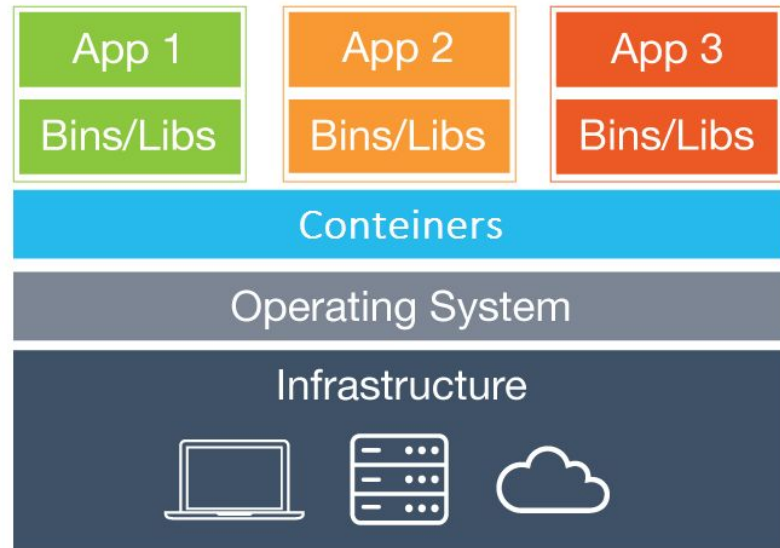 App 1
App 2
App 3
Bins/Libs
Bins/Libs
Bins/Libs
Conteiners
Operating System
Infrastructure